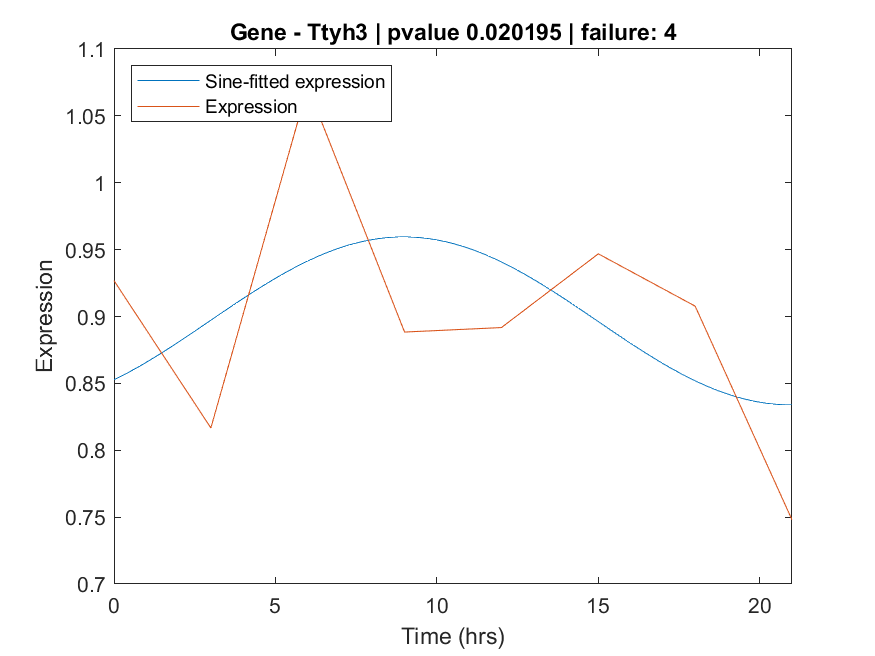 Gene - Ttyh3 | pvalue 0.020195 | failure: 4
1.1
1.05
1
0.95
0.9
0.85
0.8
0.75
0.7
Expression
Sine-fitted expression
Expression
0
5
10
15
20
Time (hrs)